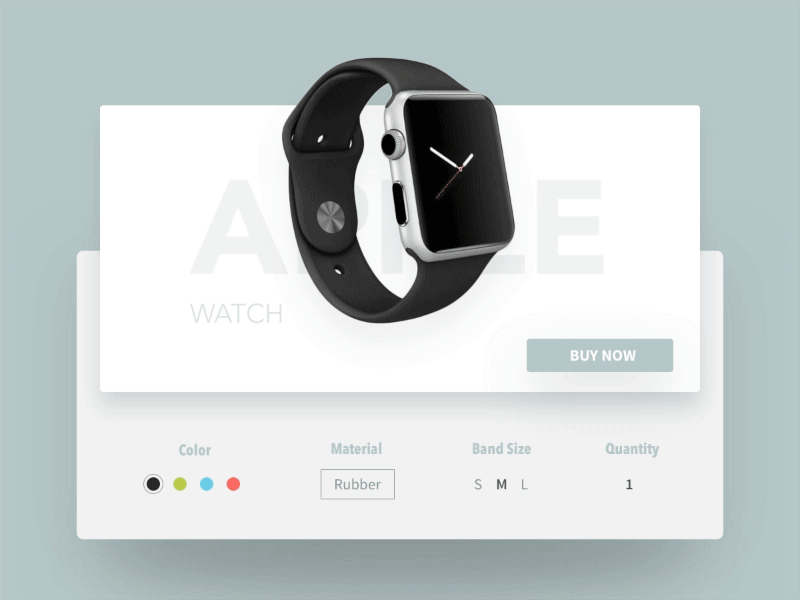 APPLE
WATCH
BUY NOW
Color Material Band Size Quantity
Rubber S M L 1